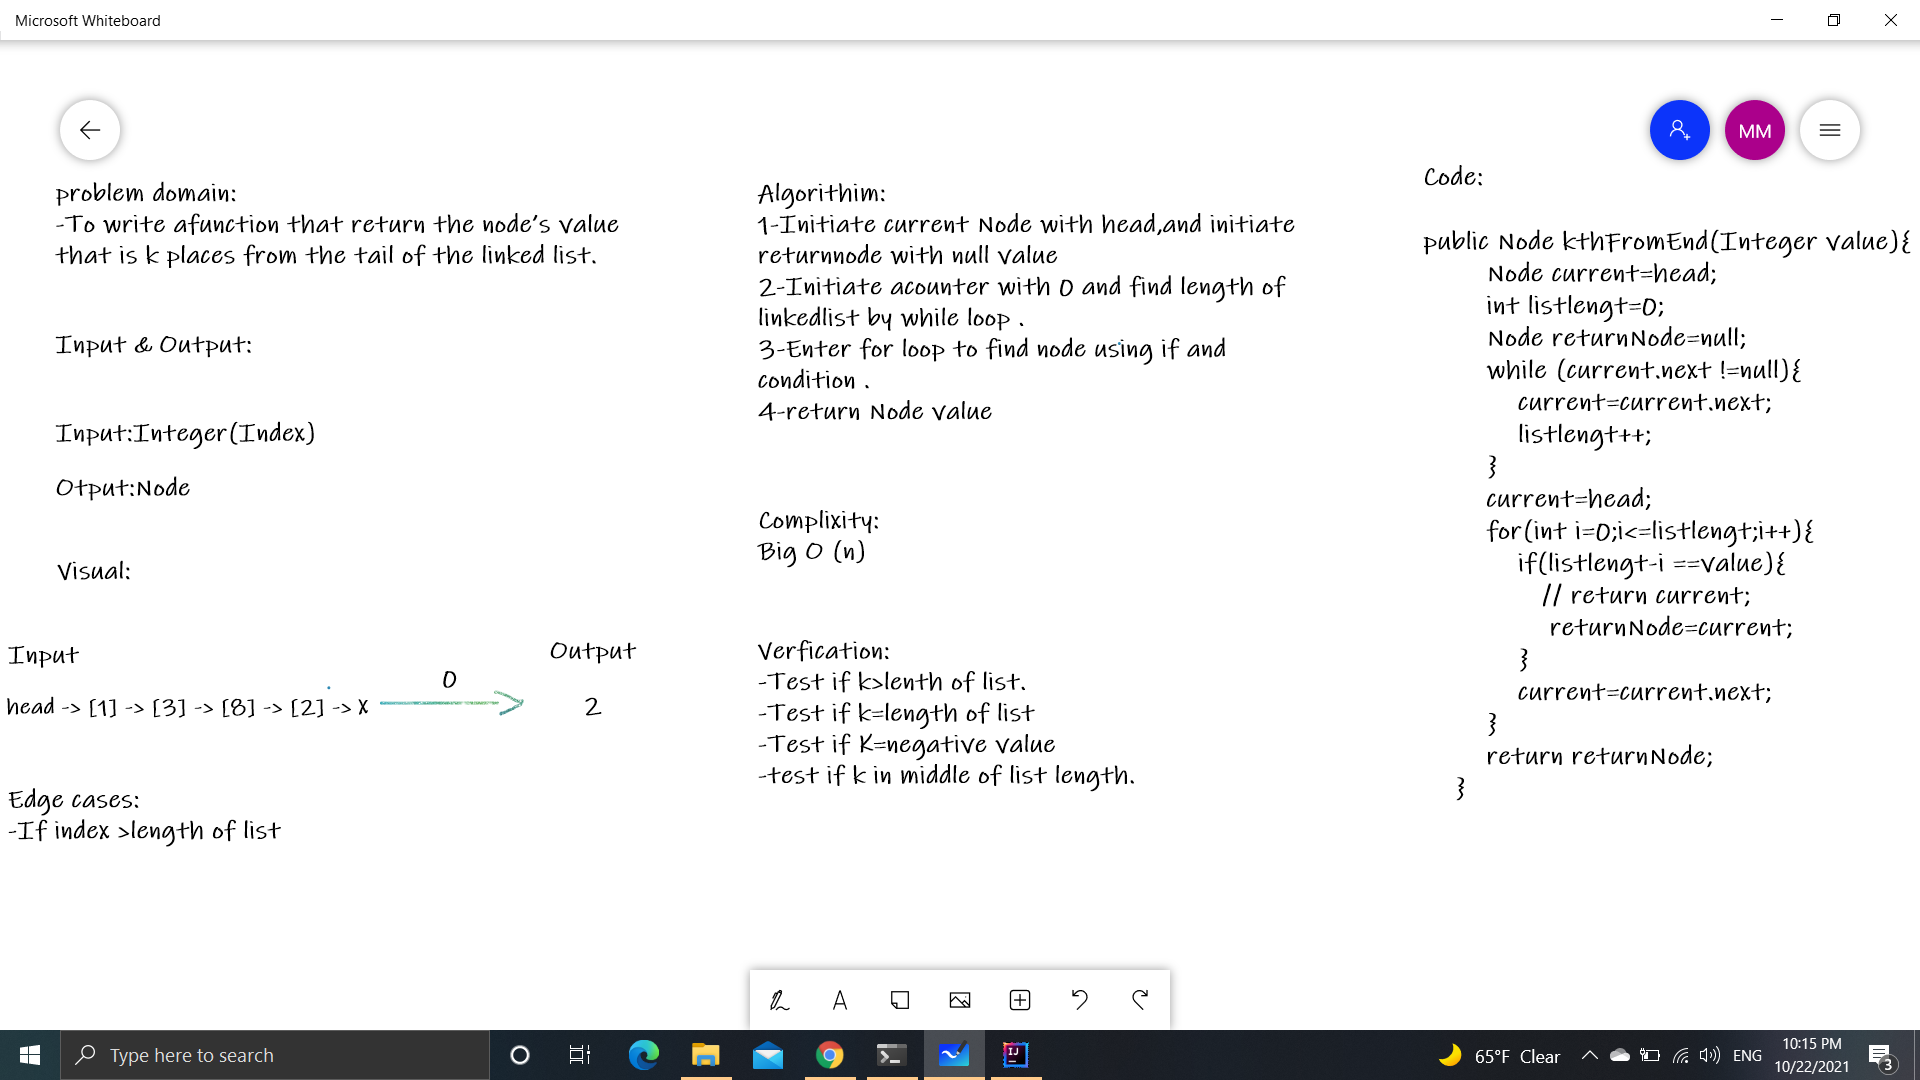 Microsoft Whiteboard
MM
problem domain:
-To write afunction that return the node's value
that is k places from the tail of the linked list.
Input & Output:
Input:Integer(Index)
Otput:Node
Visual:
Input
Output
0
head -> [1] -> [3] -> [8] -> [2] -> X
2
Edge cases:
-If index >length of list
Algorithim:
1-Initiate current Node with head,and initiate
returnnode with null value
2-Initiate acounter with 0 and find length of
linkedlist by while loop .
3-Enter for loop to find node using if and
condition .
4-return Node value
Complixity:
Big O (n)
Verfication:
-Test if k>lenth of list.
-Test if k=length of list
-Test if K=negative value
-test if k in middle of list length.
Code:
public Node kthFromEnd(Integer value){
Node current=head;
int listlengt=0;
Node returnNode=null;
while (current.next !=null){
current=current.next;
listlengt++;
}
current=head;
for(int i=0;i<=listlengt;i++){
if(listlengt-i ==value){
// return current;
returnNode=current;
}
current=current.next;
}
return returnNode;
}
Type here to search
IJ
65°F Clear
ENG
10:15 PM
10/22/2021
3